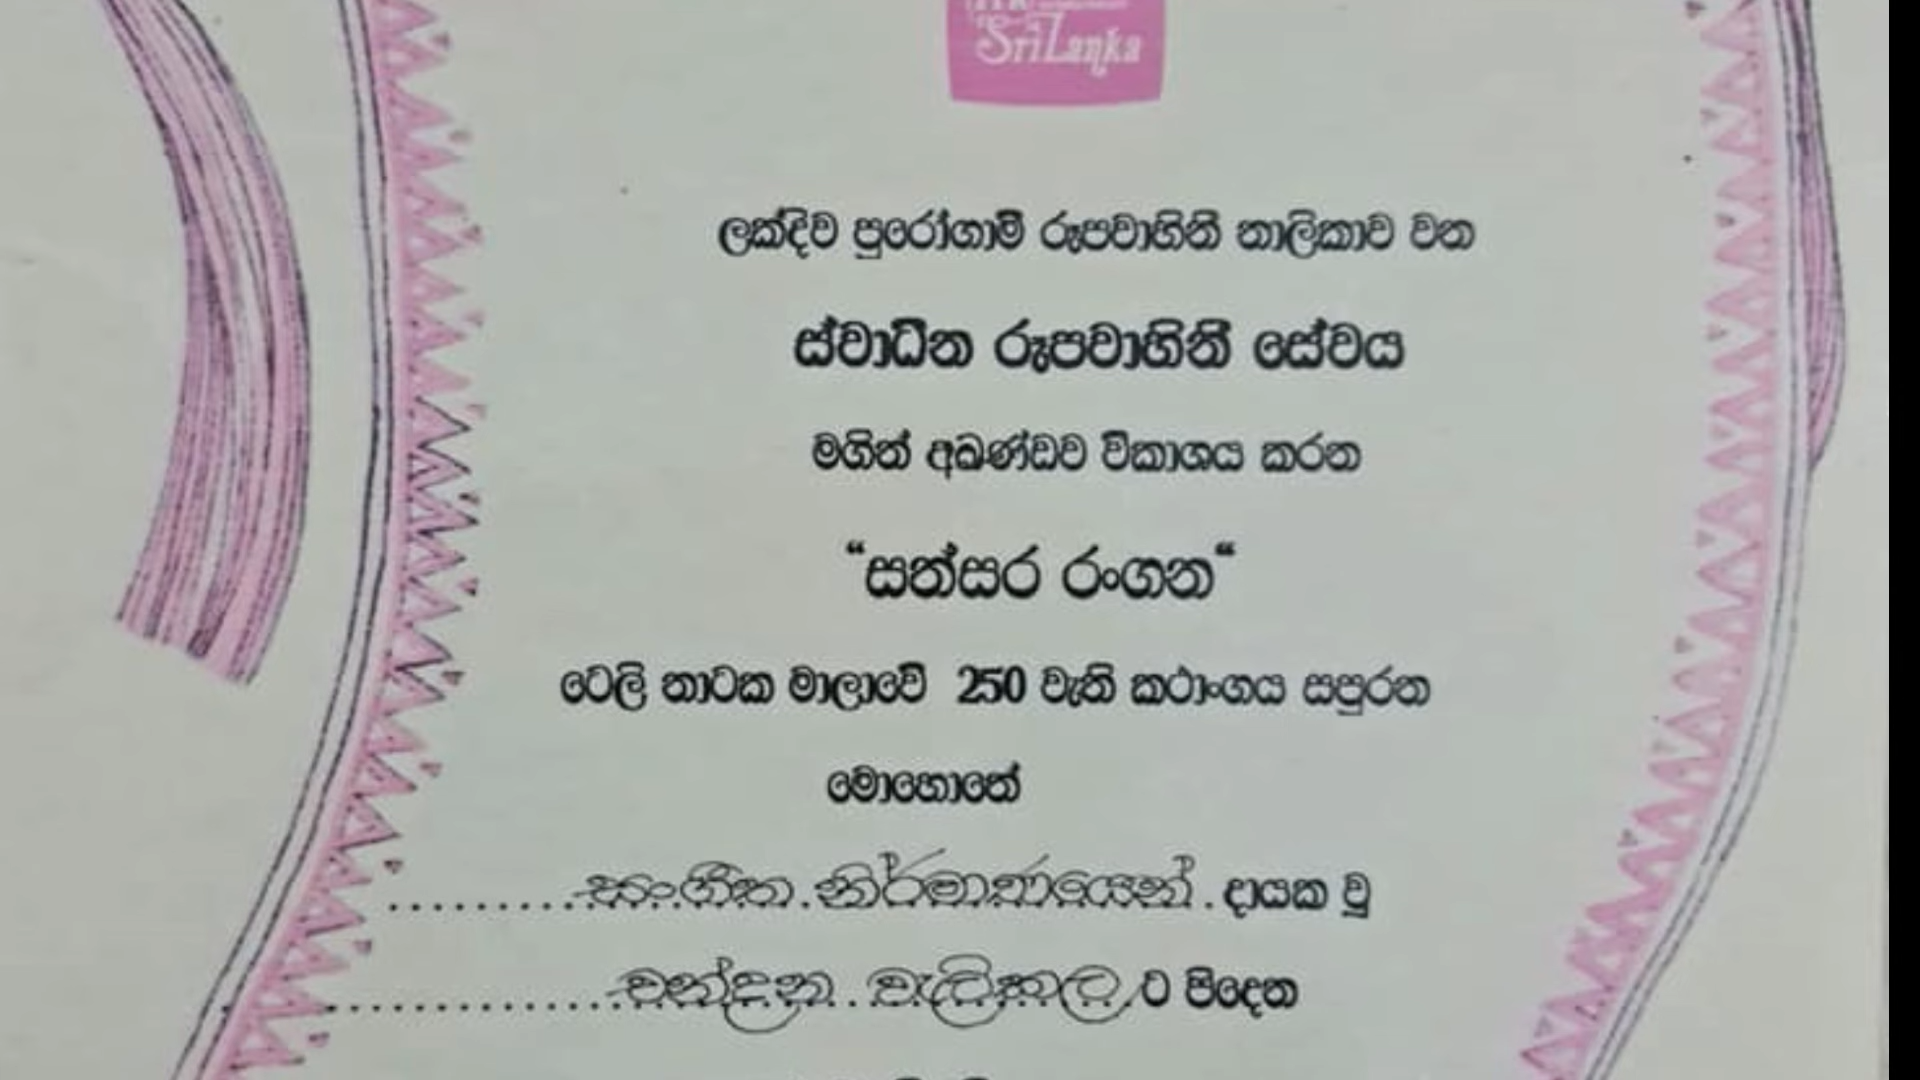 Sri Lanka
ලක්දිව පුරෝගාමී රූපවාහිනී නාලිකාව වන
ස්වාධීන රූපවාහිනී සේවය
මගින් අඛණ්ඩව විකාශය කරන
“සත්සර රංගන“
ටෙලි නාටක මාලාවේ 250 වැනි කථාංගය සපුරන
මොහොතේ
සංගීත නිර්මාණයෙන් දායක වූ
චන්දන වැලිකල ට පිදෙන